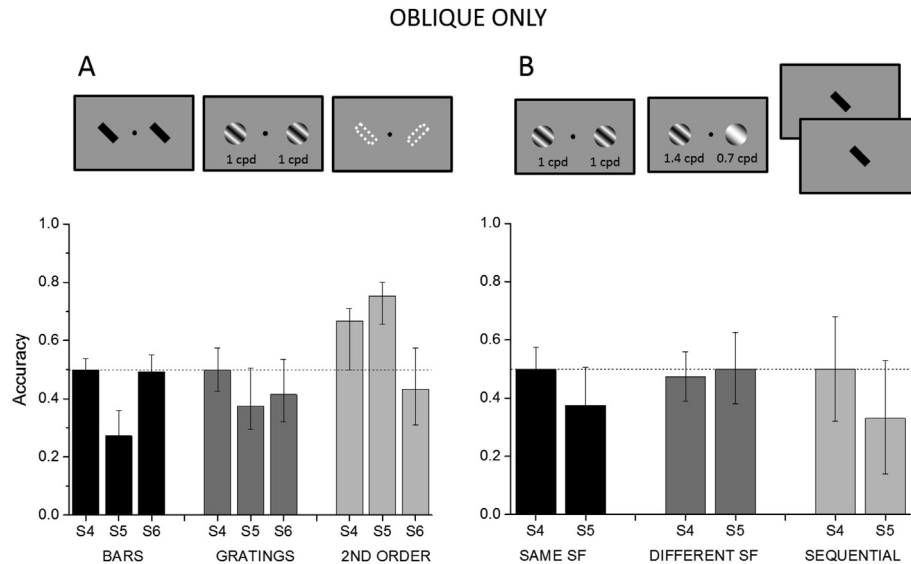 OBLIQUE ONLY
A
1 cpd 1 cpd
Accuracy
1.0
0.8
0.6
0.4
0.2
0.0
S4 S5 S6 S4 S5 S6 S4 S5 S6
BARS GRATINGS 2ND ORDER
B
1 cpd 1 cpd 1.4 cpd 0.7 cpd
1.0
0.8
0.6
0.4
0.2
0.0
S4 S5 S4 S5 S4 S5
SAME SF DIFFERENT SF SEQUENTIAL